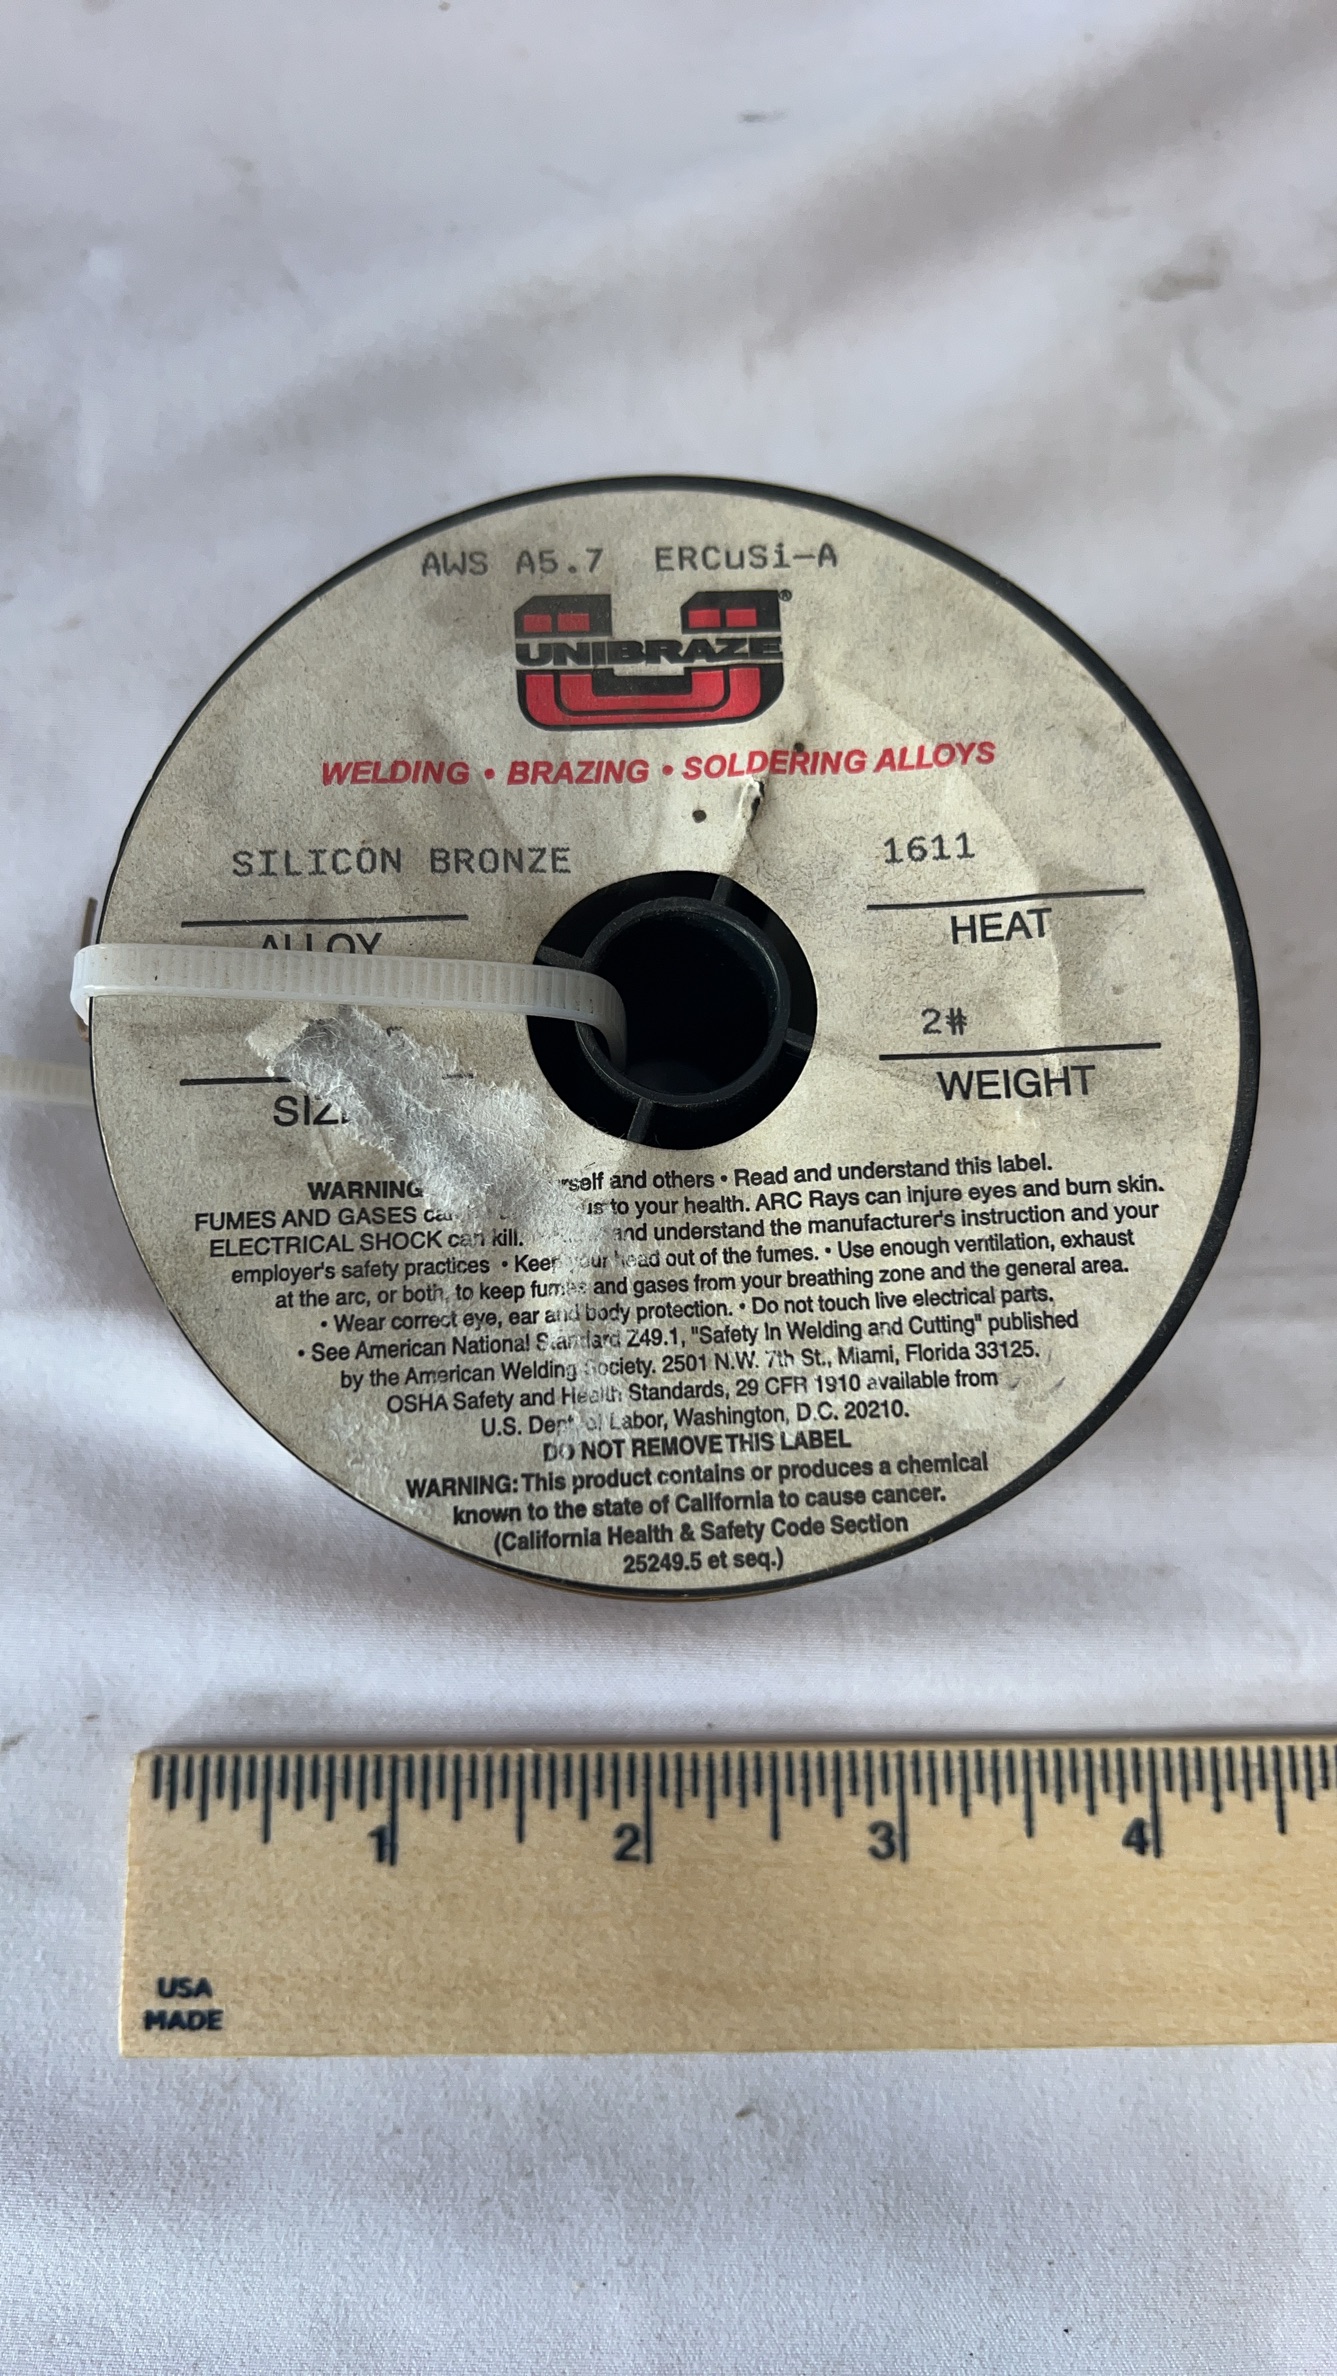 AWS A5.7 ERCuSi-A
UNIBRAZE®
WELDING • BRAZING • SOLDERING ALLOYS
SILICON BRONZE
ALLOY
1611
HEAT
2#
WEIGHT
WARNING self and others • Read and understand this label.
FUMES AND GASES to your health. ARC Rays can injure eyes and burn skin.
ELECTRICAL SHOCK can kill. and understand the manufacturer's instruction and your
employer's safety practices • Keep your head out of the fumes. • Use enough ventilation, exhaust
at the arc, or both, to keep fumes and gases from your breathing zone and the general area.
• Wear correct eye, ear and body protection. • Do not touch live electrical parts.
• See American National Standard Z49.1, "Safety In Welding and Cutting" published
by the American Welding Society. 2501 N.W. 7th St., Miami, Florida 33125.
OSHA Safety and Health Standards, 29 CFR 1910 available from
U.S. Dept. of Labor, Washington, D.C. 20210.
DO NOT REMOVE THIS LABEL
WARNING: This product contains or produces a chemical
known to the state of California to cause cancer.
(California Health & Safety Code Section
25249.5 et seq.)
1 2 3 4
USA
MADE